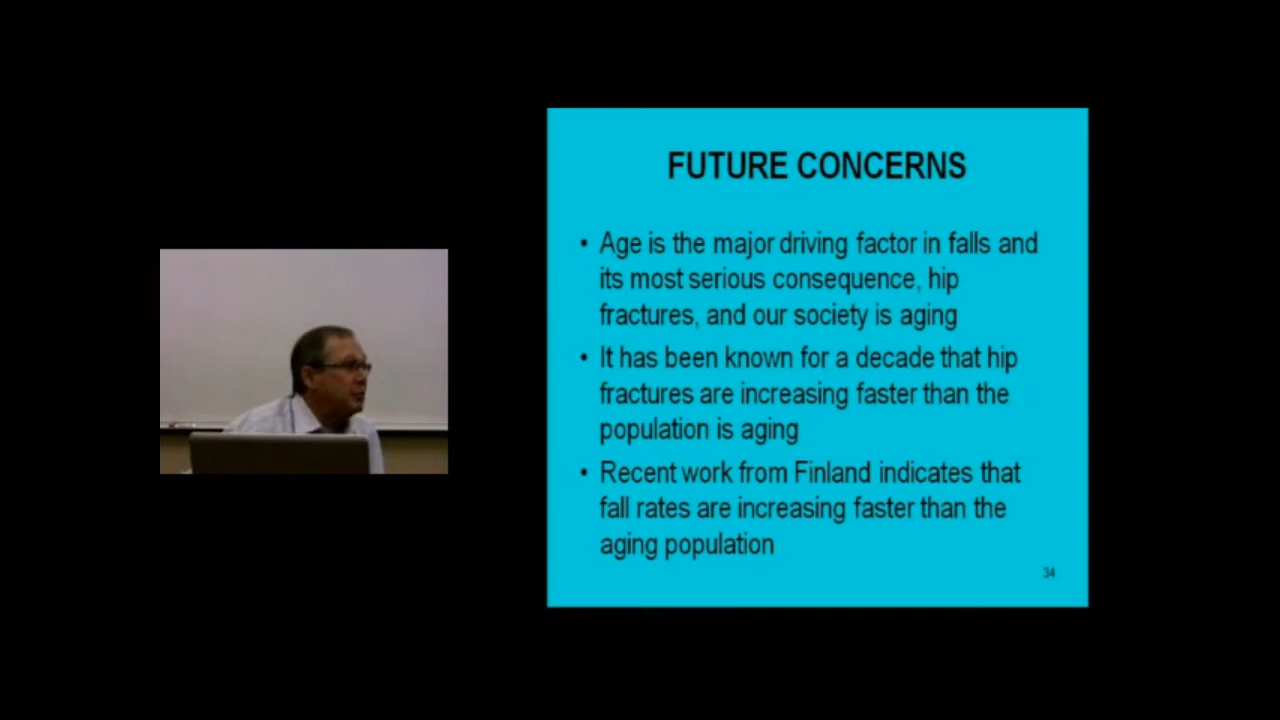 FUTURE CONCERNS
• Age is the major driving factor in falls and
its most serious consequence, hip
fractures, and our society is aging
• It has been known for a decade that hip
fractures are increasing faster than the
population is aging
• Recent work from Finland indicates that
fall rates are increasing faster than the
aging population
34